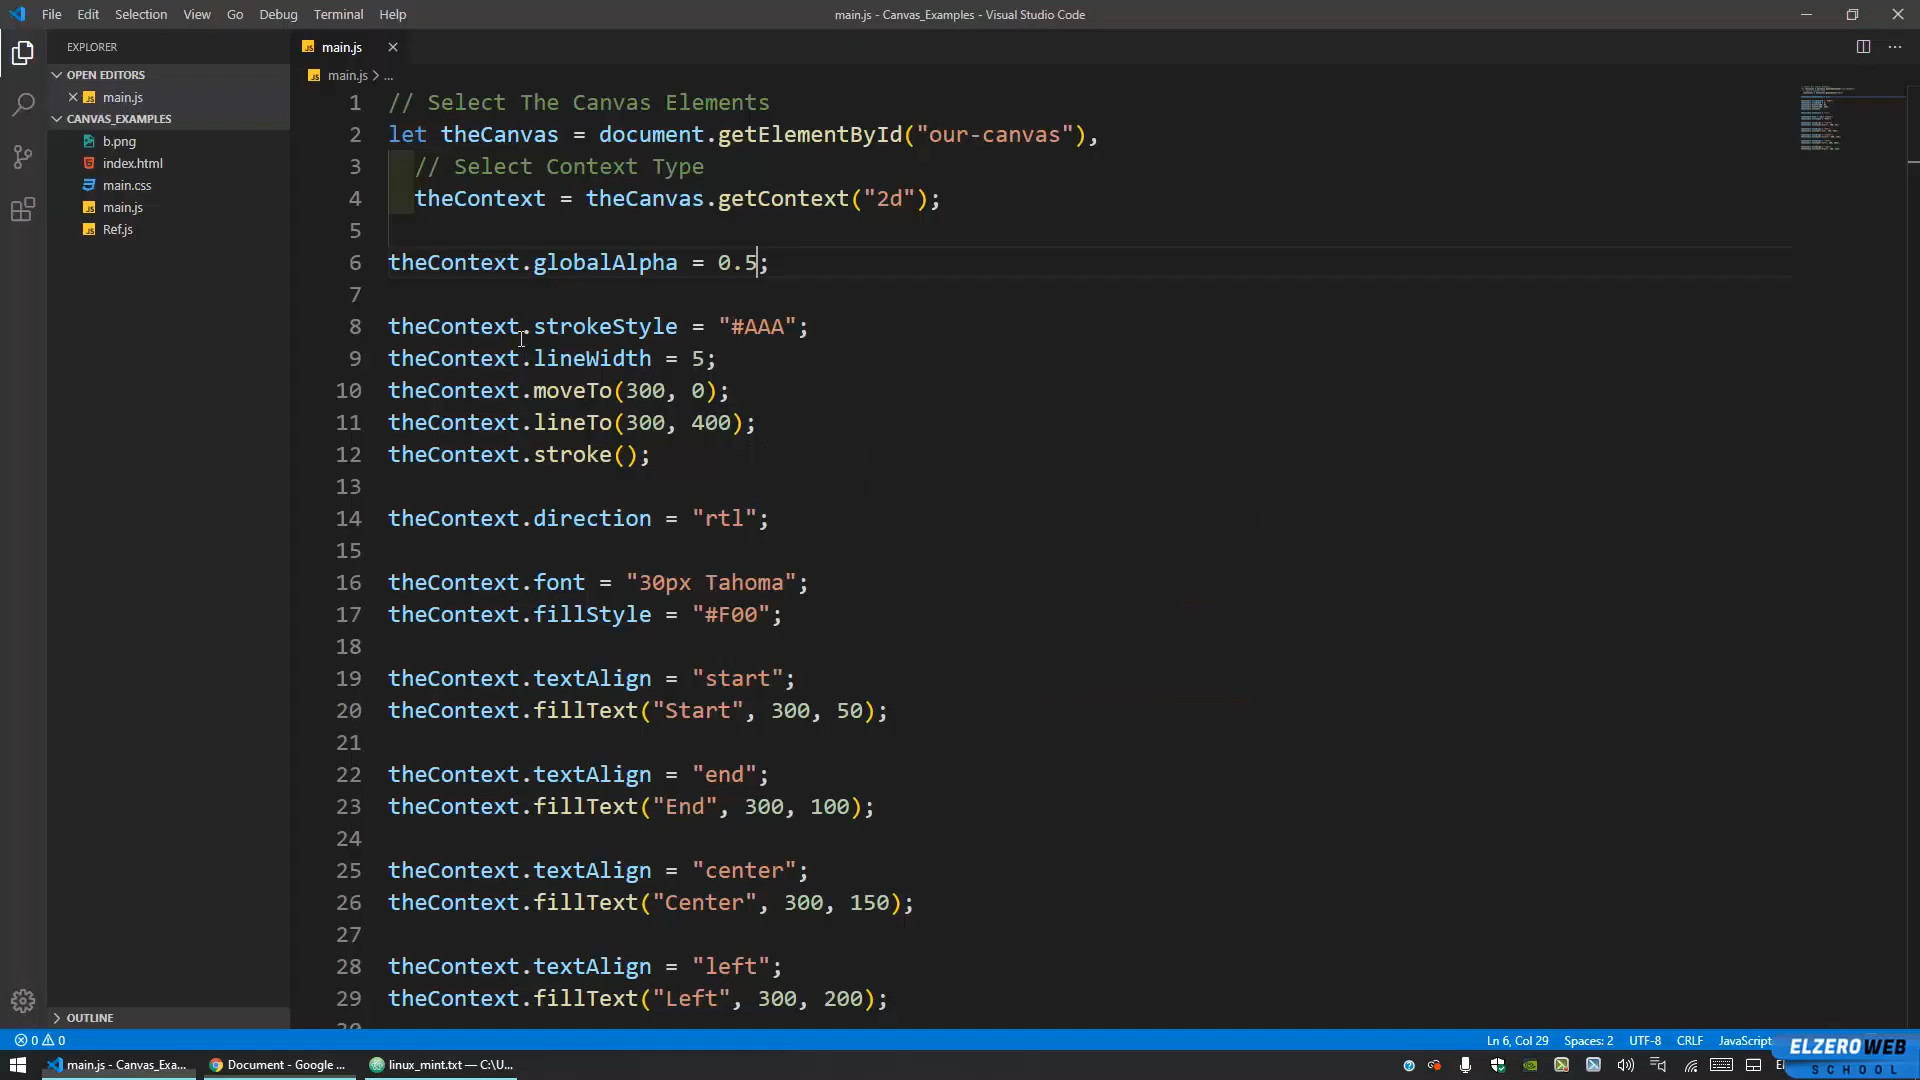 File Edit Selection View Go Debug Terminal Help
main.js - Canvas_Examples - Visual Studio Code
EXPLORER
OPEN EDITORS
main.js
CANVAS_EXAMPLES
b.png
index.html
main.css
main.js
Ref.js
OUTLINE
main.js
main.js > ...
1 // Select The Canvas Elements
2 let theCanvas = document.getElementById("our-canvas"),
3 // Select Context Type
4 theContext = theCanvas.getContext("2d");
5
6 theContext.globalAlpha = 0.5;
7
8 theContext.strokeStyle = "#AAA";
9 theContext.lineWidth = 5;
10 theContext.moveTo(300, 0);
11 theContext.lineTo(300, 400);
12 theContext.stroke();
13
14 theContext.direction = "rtl";
15
16 theContext.font = "30px Tahoma";
17 theContext.fillStyle = "#F00";
18
19 theContext.textAlign = "start";
20 theContext.fillText("Start", 300, 50);
21
22 theContext.textAlign = "end";
23 theContext.fillText("End", 300, 100);
24
25 theContext.textAlign = "center";
26 theContext.fillText("Center", 300, 150);
27
28 theContext.textAlign = "left";
29 theContext.fillText("Left", 300, 200);
0 0
Ln 6, Col 29 Spaces: 2 UTF-8 CRLF JavaScript
main.js - Canvas_Exa...
Document - Google ...
linux_mint.txt — C:\U...
ELZEROWEB
SCHOOL